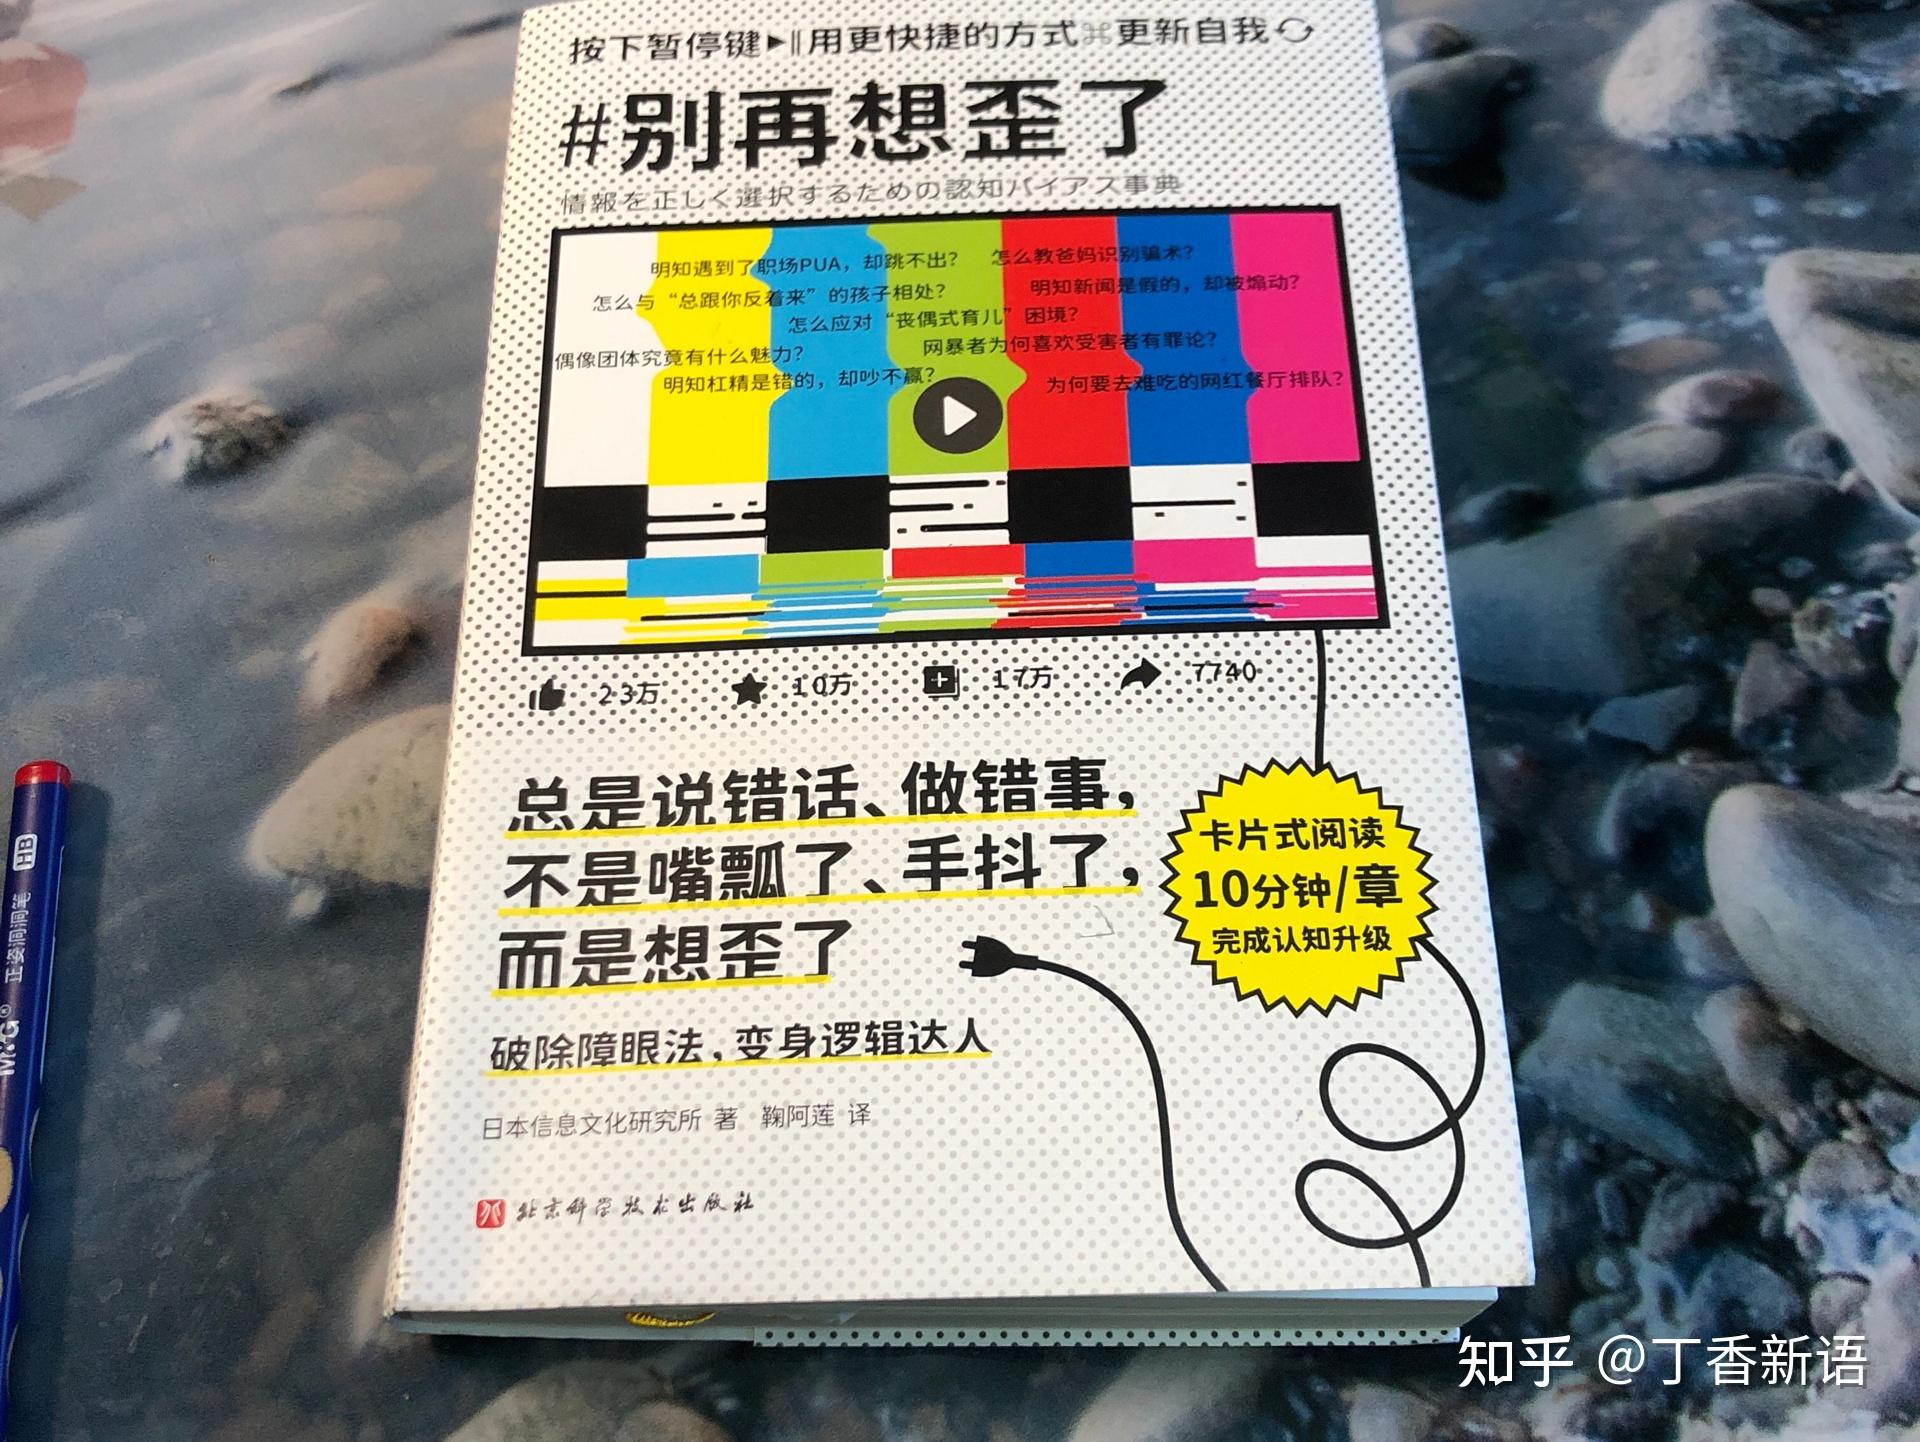 按下暂停键▶‖用更快捷的方式⌘更新自我
#别再想歪了
情報を正しく選択するための認知バイアス事典
明知遇到了职场PUA，却跳不出？ 怎么教爸妈识别骗术？
怎么与“总跟你反着来”的孩子相处？ 明知新闻是假的，却被煽动？
怎么应对“丧偶式育儿”困境？
偶像团体究竟有什么魅力？ 网暴者为何喜欢受害者有罪论？
明知杠精是错的，却吵不赢？ 为何要去难吃的网红餐厅排队？
23万 10万 17万 7740
总是说错话、做错事，
不是嘴瓢了、手抖了，
而是想歪了
卡片式阅读
10分钟/章
完成认知升级
破除障眼法，变身逻辑达人
日本信息文化研究所 著 鞠阿莲 译
北京科学技术出版社
M&G® 正姿洞洞笔 HB
知乎 @丁香新语